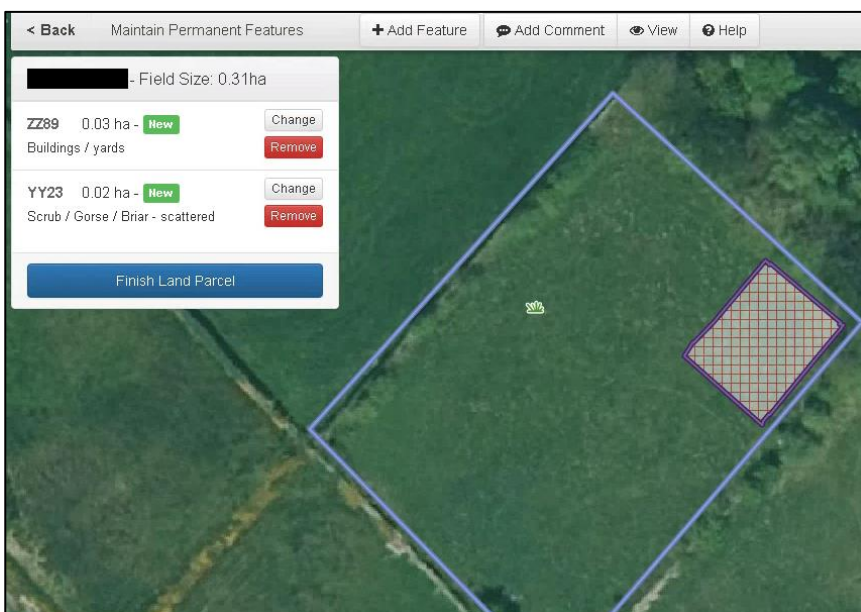 < Back Maintain Permanent Features + Add Feature Add Comment View Help
- Field Size: 0.31ha
ZZ89 0.03 ha - New Change
Buildings / yards Remove
YY23 0.02 ha - New Change
Scrub / Gorse / Briar - scattered Remove
Finish Land Parcel